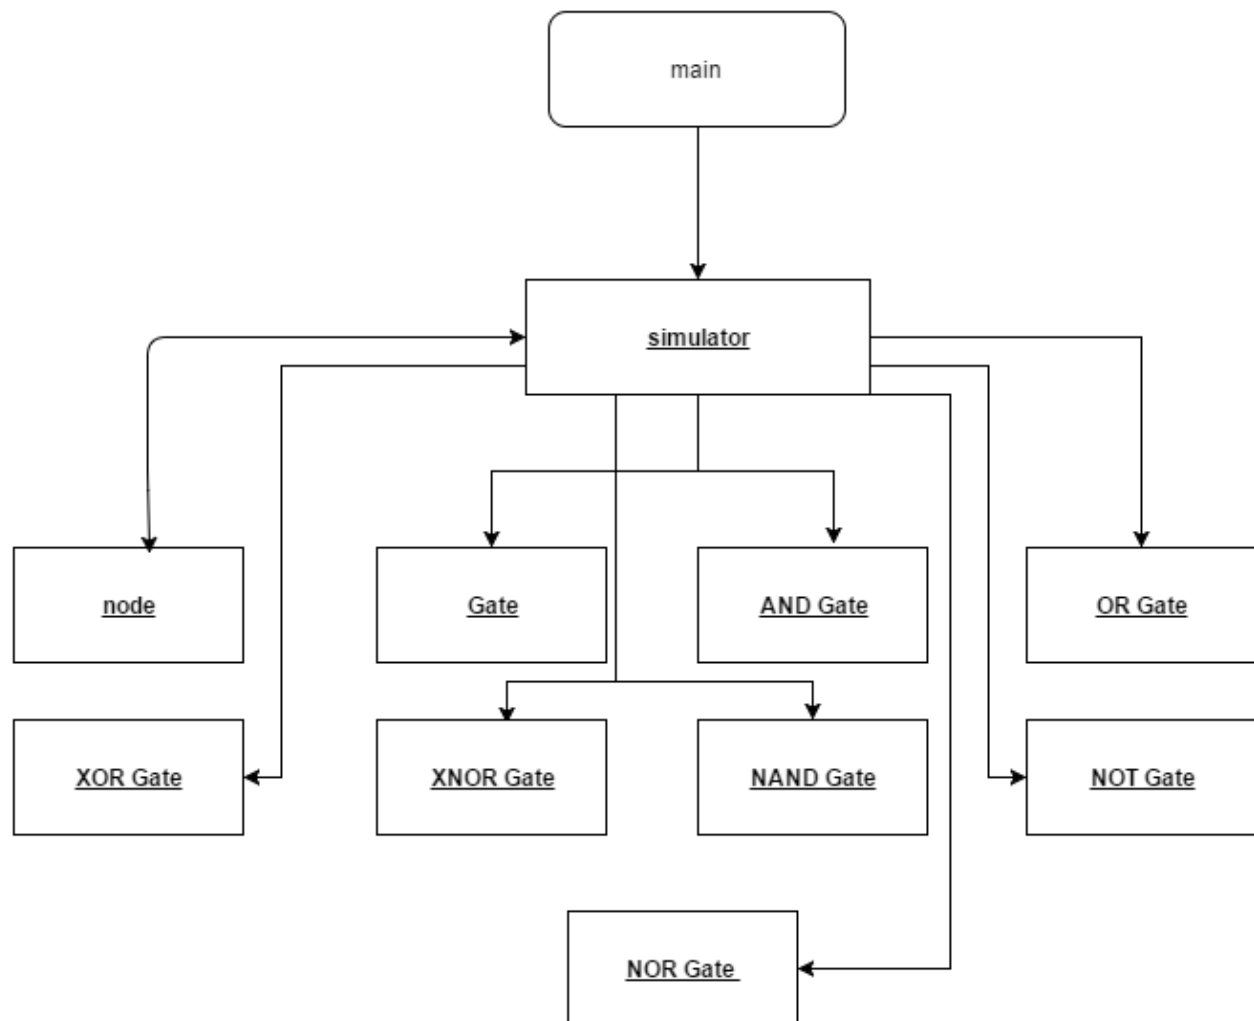 main
simulator
node
Gate
AND Gate
OR Gate
XOR Gate
XNOR Gate
NAND Gate
NOT Gate
NOR Gate